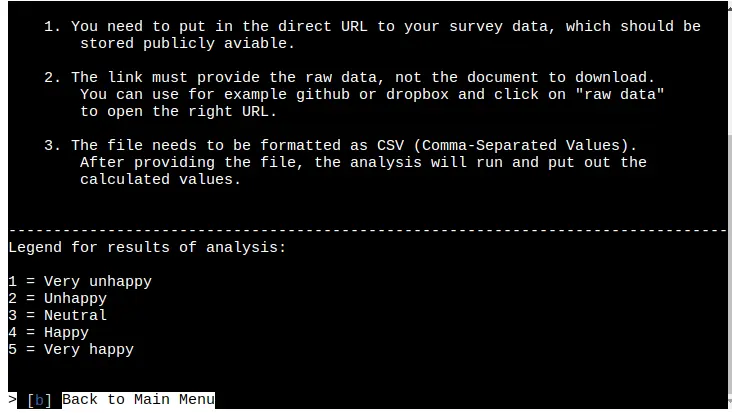 1. You need to put in the direct URL to your survey data, which should be
stored publicly aviable.
2. The link must provide the raw data, not the document to download.
You can use for example github or dropbox and click on "raw data"
to open the right URL.
3. The file needs to be formatted as CSV (Comma-Separated Values).
After providing the file, the analysis will run and put out the
calculated values.
--------------------------------------------------------------------------------
Legend for results of analysis:
1 = Very unhappy
2 = Unhappy
3 = Neutral
4 = Happy
5 = Very happy
> [b] Back to Main Menu